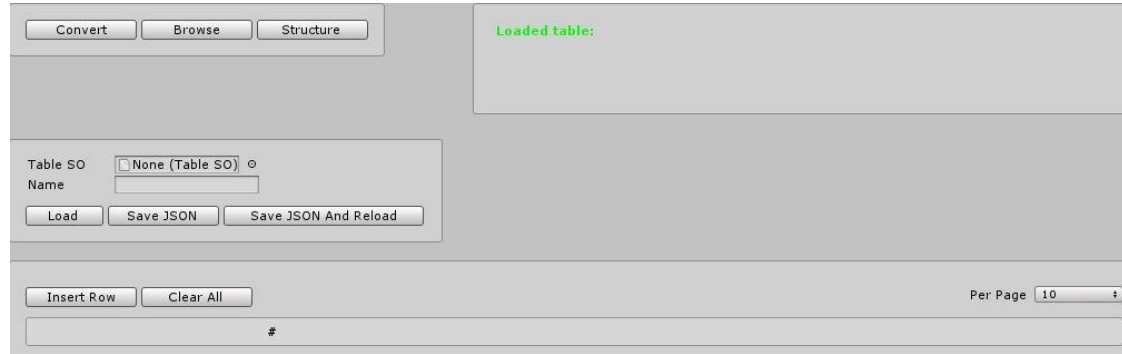 Convert Browse Structure
Loaded table:
Table SO None (Table SO)
Name
Load Save JSON Save JSON And Reload
Insert Row Clear All Per Page 10
#